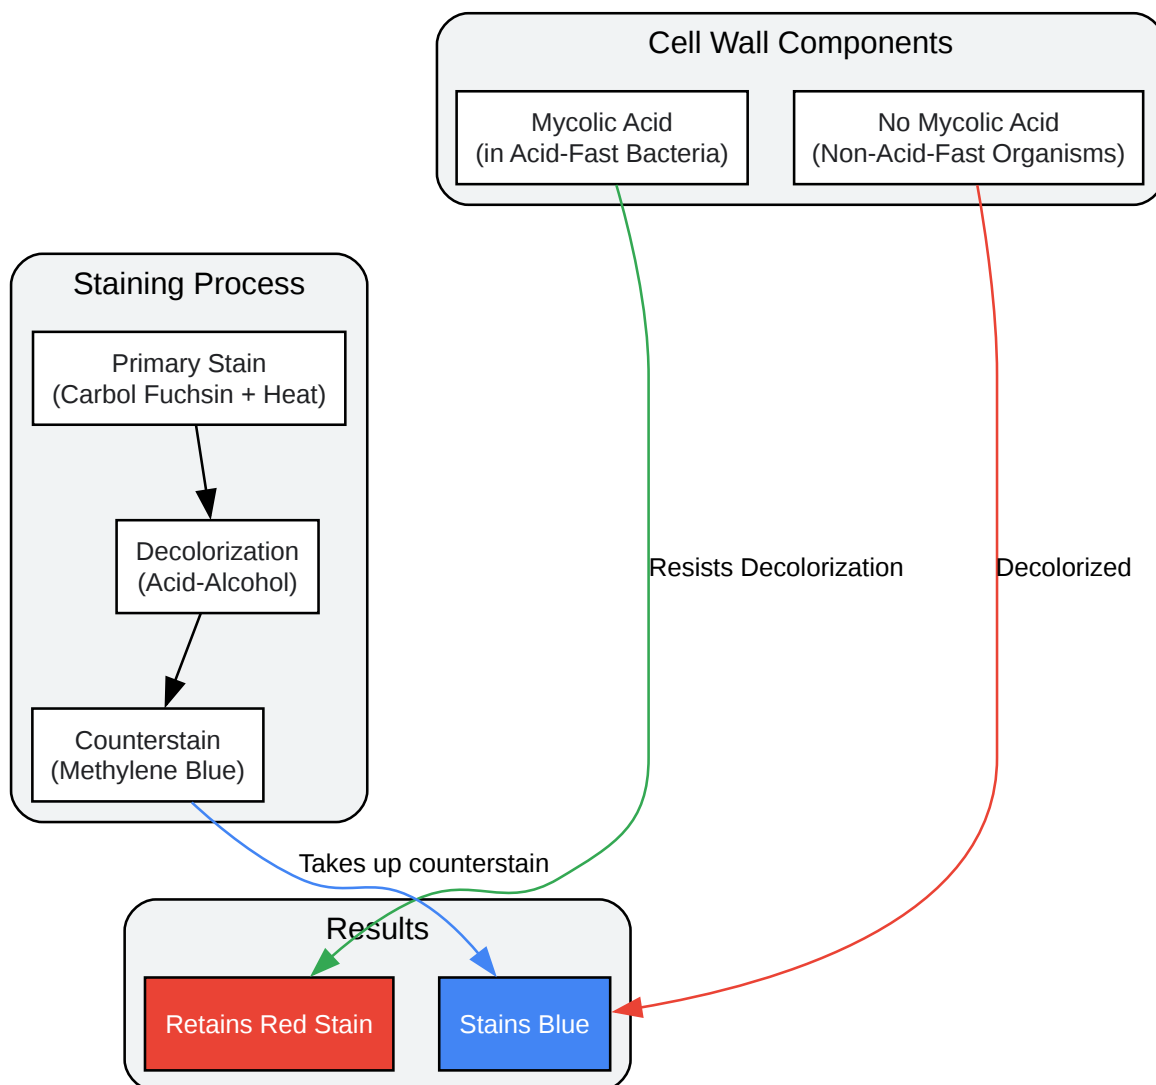 Cell Wall Components
Mycolic Acid
(in Acid-Fast Bacteria)
No Mycolic Acid
(Non-Acid-Fast Organisms)
Staining Process
Primary Stain
(Carbol Fuchsin + Heat)
Decolorization
(Acid-Alcohol)
Resists Decolorization
Decolorized
Counterstain
(Methylene Blue)
Takes up counterstain
Results
Retains Red Stain
Stains Blue